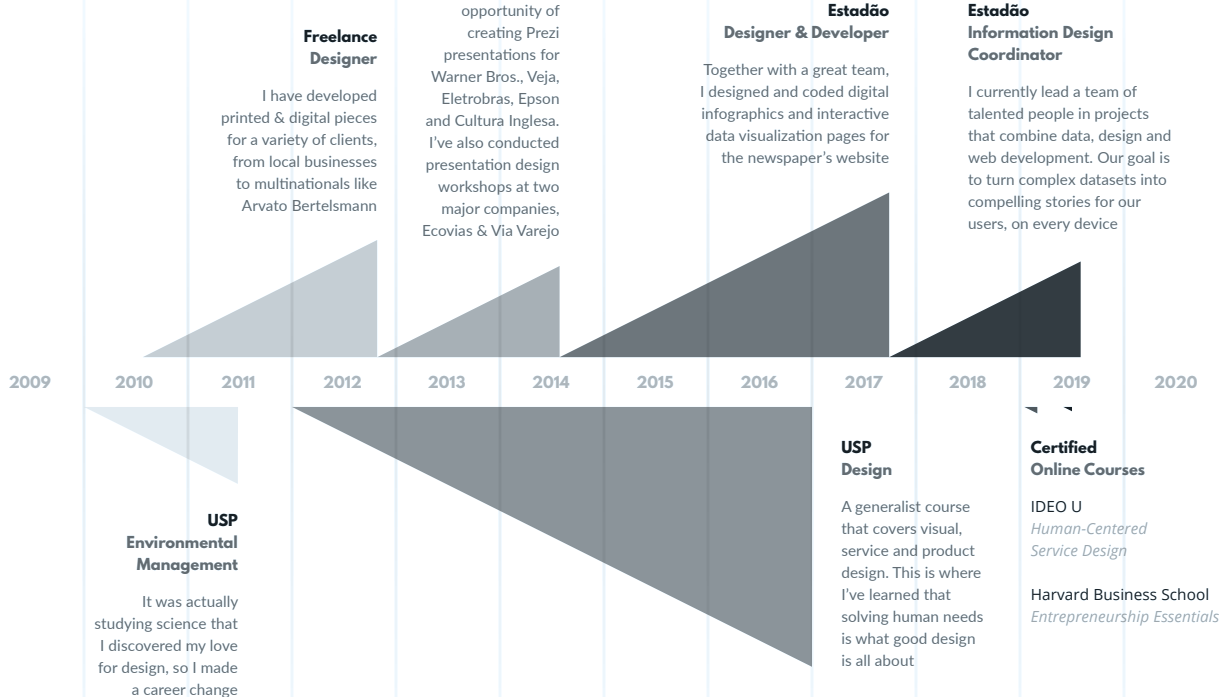 Freelance
Designer
I have developed
printed & digital pieces
for a variety of clients,
from local businesses
to multinationals like
Arvato Bertelsmann
opportunity of
creating Prezi
presentations for
Warner Bros., Veja,
Eletrobras, Epson
and Cultura Inglesa.
I've also conducted
presentation design
workshops at two
major companies,
Ecovias & Via Varejo
Estadão
Designer & Developer
Together with a great team,
I designed and coded digital
infographics and interactive
data visualization pages for
the newspaper's website
Estadão
Information Design
Coordinator
I currently lead a team of
talented people in projects
that combine data, design and
web development. Our goal is
to turn complex datasets into
compelling stories for our
users, on every device
2009 2010 2011 2012 2013 2014 2015 2016 2017 2018 2019 2020
USP
Environmental
Management
It was actually
studying science that
I discovered my love
for design, so I made
a career change
USP
Design
A generalist course
that covers visual,
service and product
design. This is where
I've learned that
solving human needs
is what good design
is all about
Certified
Online Courses
IDEO U
Human-Centered
Service Design
Harvard Business School
Entrepreneurship Essentials